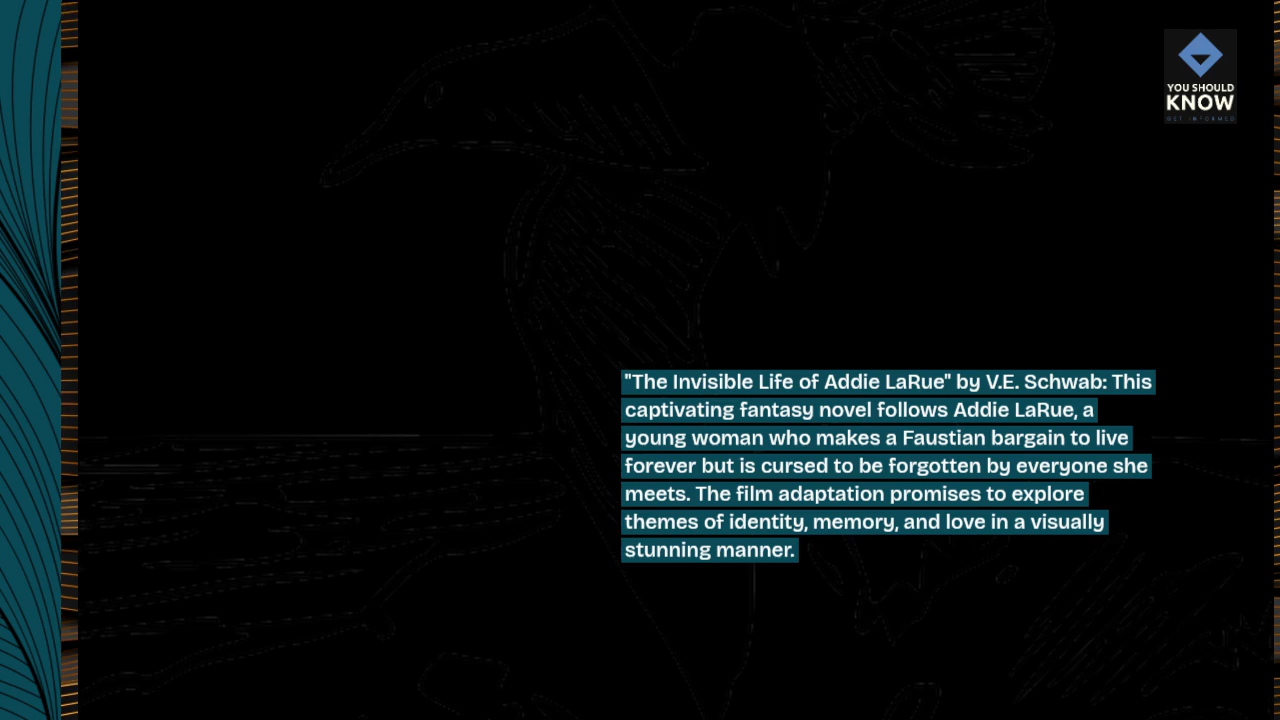 YOU SHOULD
KNOW
GET INFORMED
"The Invisible Life of Addie LaRue" by V.E. Schwab: This
captivating fantasy novel follows Addie LaRue, a
young woman who makes a Faustian bargain to live
forever but is cursed to be forgotten by everyone she
meets. The film adaptation promises to explore
themes of identity, memory, and love in a visually
stunning manner.